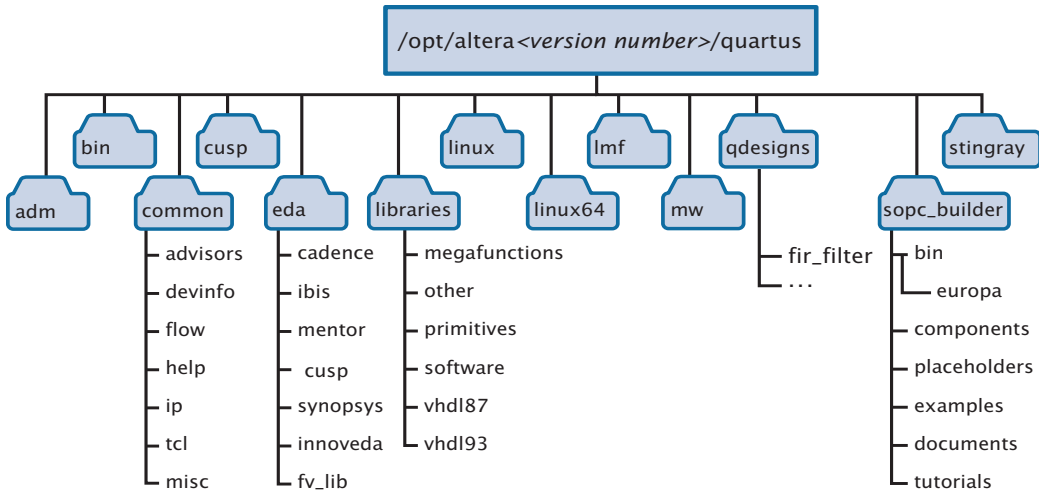 /opt/altera<version number>/quartus
bin
cusp
linux
lmf
qdesigns
stingray
adm
common
eda
libraries
linux64
mw
sopc_builder
advisors
devinfo
flow
help
ip
tcl
misc
cadence
ibis
mentor
cusp
synopsys
innoveda
fv_lib
megafunctions
other
primitives
software
vhdl87
vhdl93
fir_filter
...
bin
europa
components
placeholders
examples
documents
tutorials